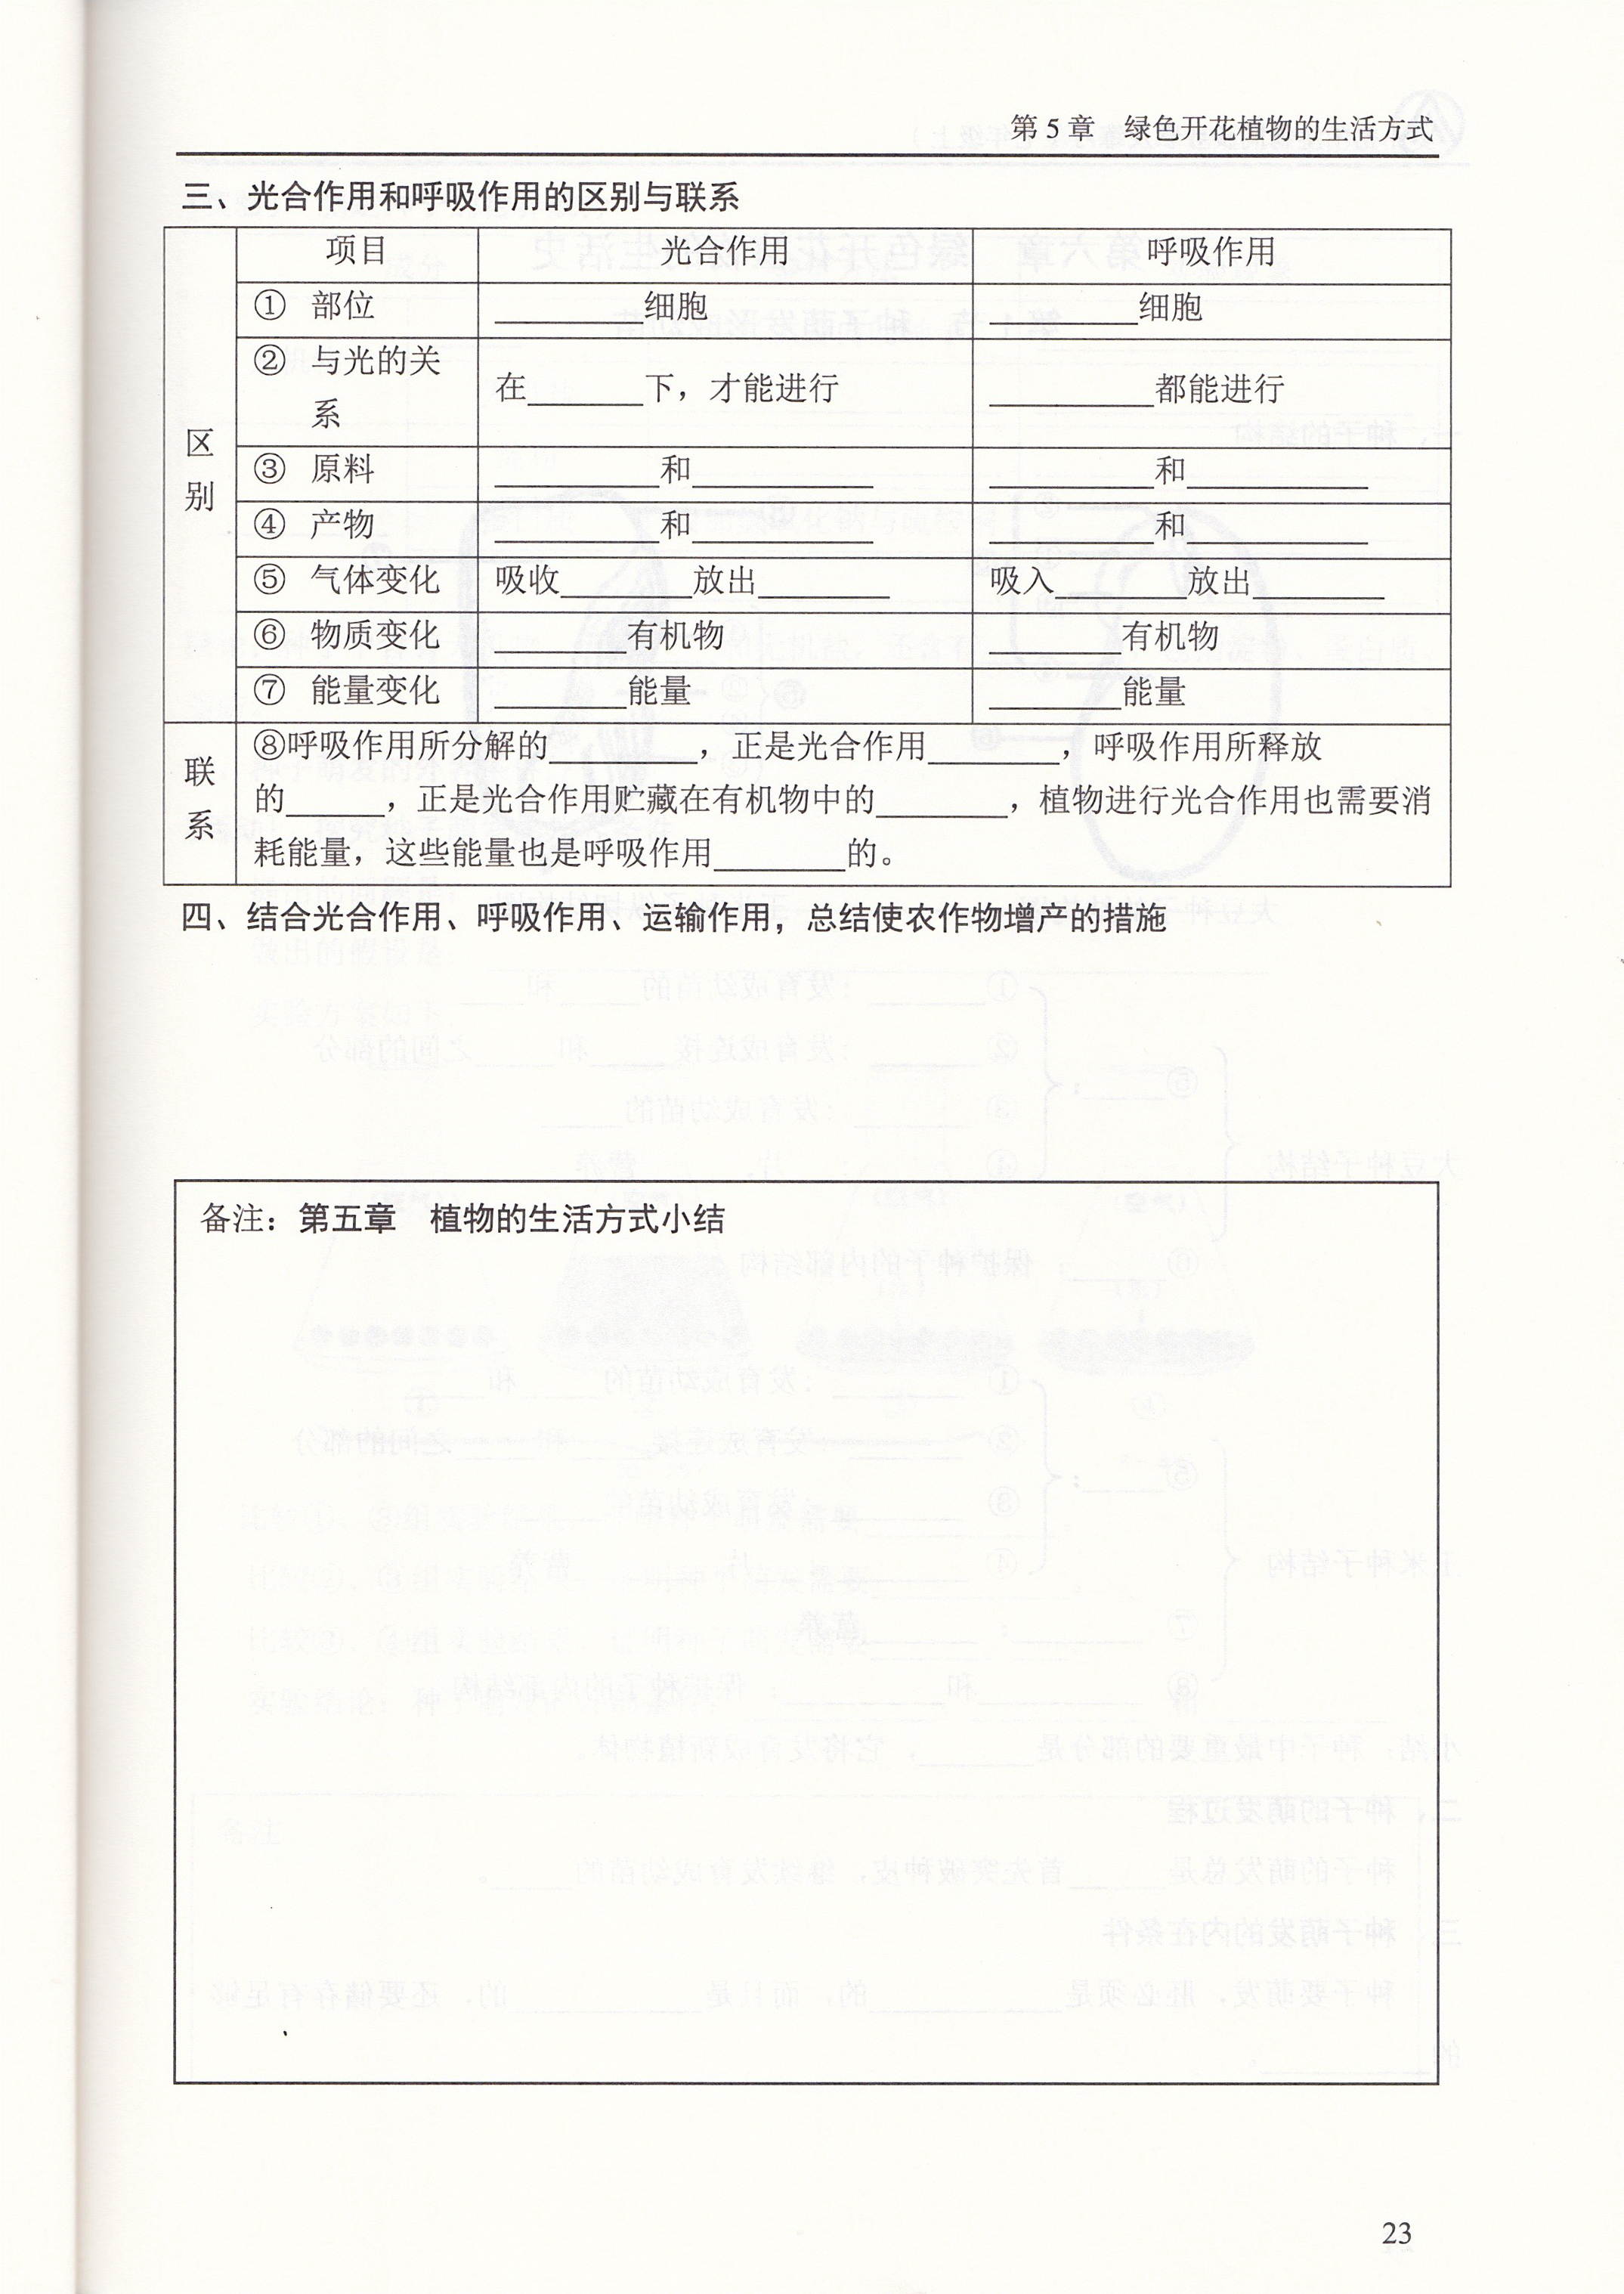 第 5 章　绿色开花植物的生活方式
三、光合作用和呼吸作用的区别与联系
区别
项目　光合作用　呼吸作用
① 部位　________细胞　________细胞
② 与光的关系　在________下，才能进行　________都能进行
③ 原料　________和________　________和________
④ 产物　________和________　________和________
⑤ 气体变化　吸收________放出________　吸入________放出________
⑥ 物质变化　________有机物　________有机物
⑦ 能量变化　________能量　________能量
联系
⑧呼吸作用所分解的________，正是光合作用________，呼吸作用所释放
的______，正是光合作用贮藏在有机物中的________，植物进行光合作用也需要消
耗能量，这些能量也是呼吸作用________的。
四、结合光合作用、呼吸作用、运输作用，总结使农作物增产的措施
备注：第五章　植物的生活方式小结
23